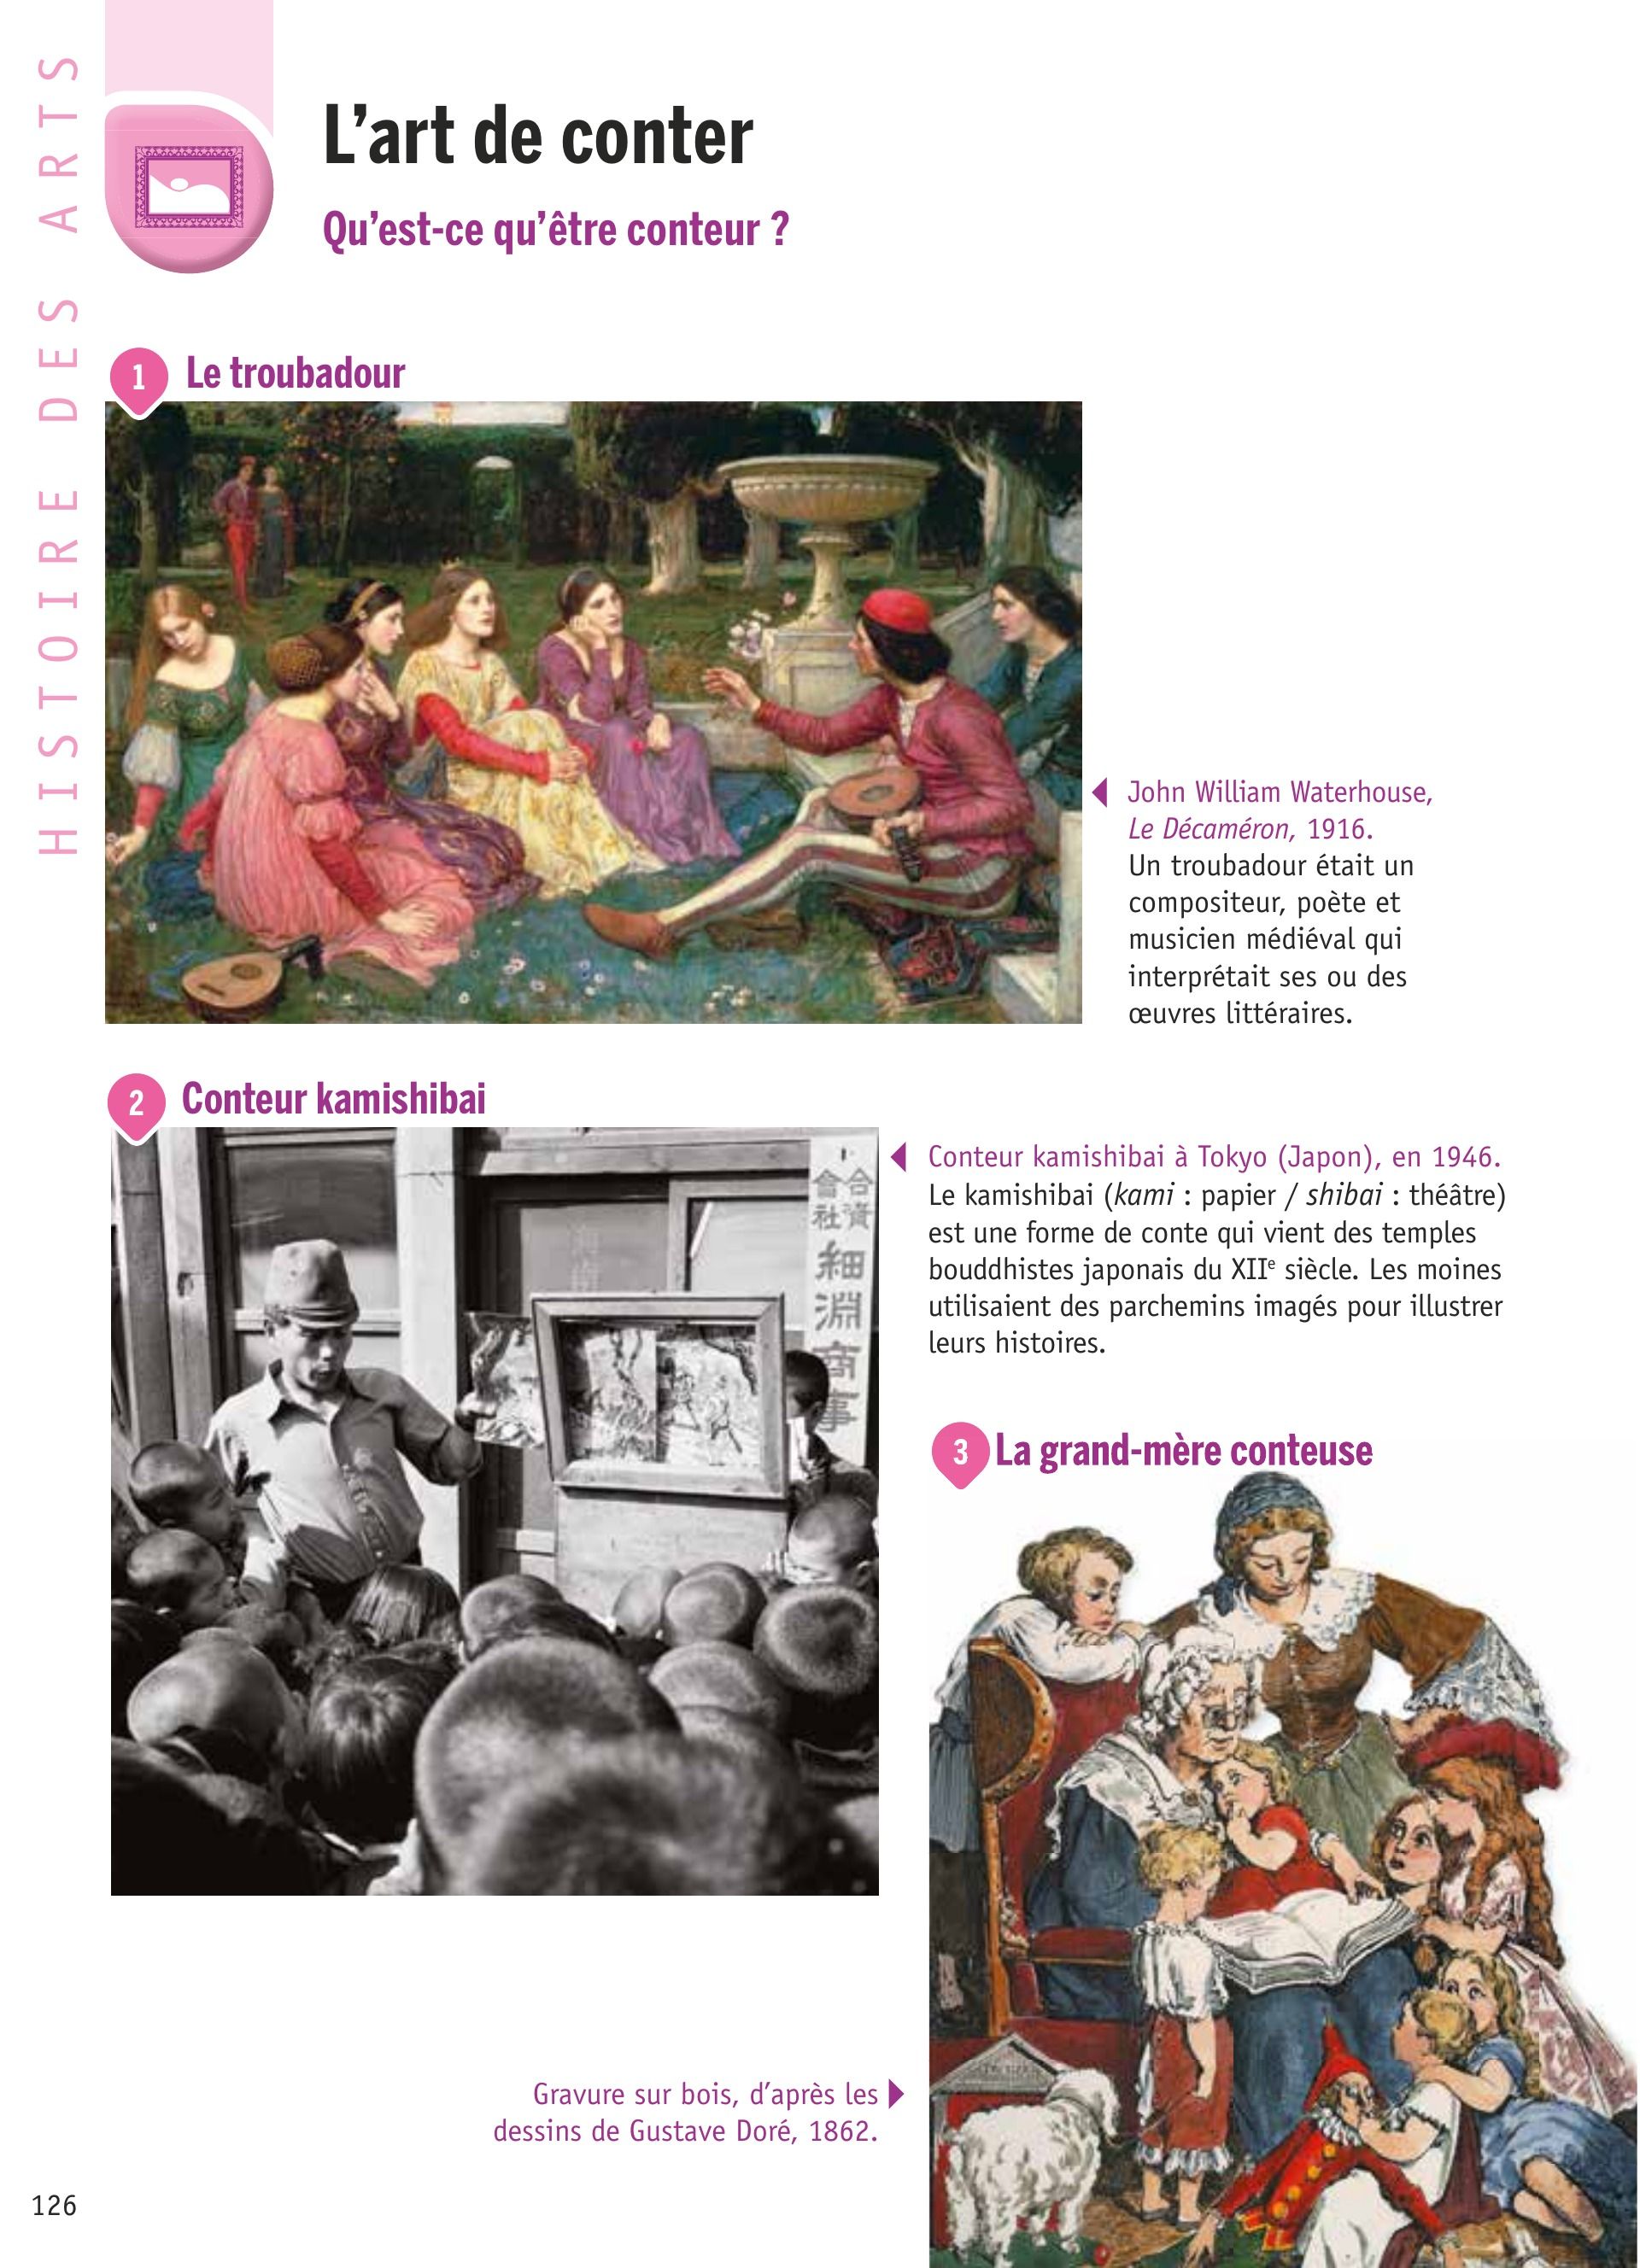 HISTOIRE DES ARTS
L'art de conter
Qu'est-ce qu'être conteur ?
1 Le troubadour
John William Waterhouse,
Le Décaméron, 1916.
Un troubadour était un
compositeur, poète et
musicien médiéval qui
interprétait ses ou des
œuvres littéraires.
2 Conteur kamishibai
合資
會社
細
淵
商
事
Conteur kamishibai à Tokyo (Japon), en 1946.
Le kamishibai (kami : papier / shibai : théâtre)
est une forme de conte qui vient des temples
bouddhistes japonais du XIIe siècle. Les moines
utilisaient des parchemins imagés pour illustrer
leurs histoires.
3 La grand-mère conteuse
Gravure sur bois, d'après les
dessins de Gustave Doré, 1862.
126